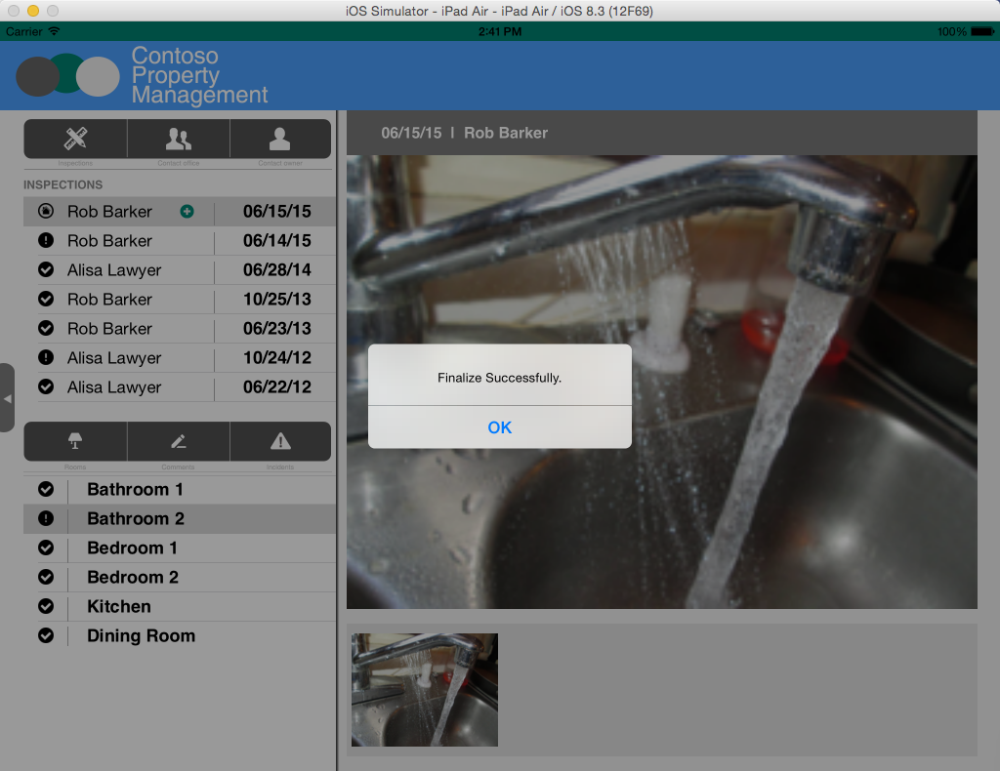 iOS Simulator - iPad Air - iPad Air / iOS 8.3 (12F69)
Carrier 2:41 PM 100%
Contoso
Property
Management
06/15/15 | Rob Barker
Inspections Contact office Contact owner
INSPECTIONS
Rob Barker 06/15/15
Rob Barker 06/14/15
Alisa Lawyer 06/28/14
Rob Barker 10/25/13
Rob Barker 06/23/13
Alisa Lawyer 10/24/12
Alisa Lawyer 06/22/12
Finalize Successfully.
OK
Rooms Comments Incidents
Bathroom 1
Bathroom 2
Bedroom 1
Bedroom 2
Kitchen
Dining Room